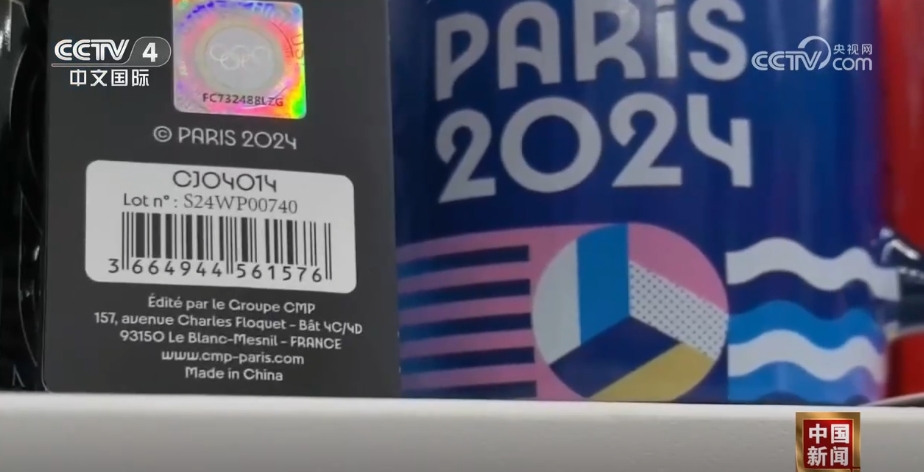 CCTV 4
中文国际
央视网
CCTV.com
PARiS
2024
© PARIS 2024
CJ04014
Lot n° : S24WP00740
3 664944 561576
Édité par le Groupe CMP
157, avenue Charles Floquet - Bât 4C/4D
93150 Le Blanc-Mesnil - FRANCE
www.cmp-paris.com
Made in China
中国
新闻